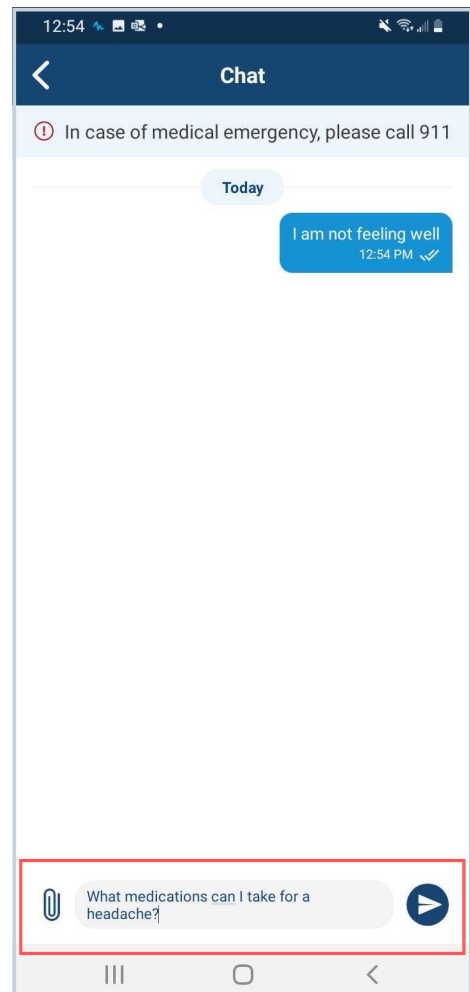 12:54
Chat
In case of medical emergency, please call 911
Today
I am not feeling well
12:54 PM
What medications can I take for a
headache?